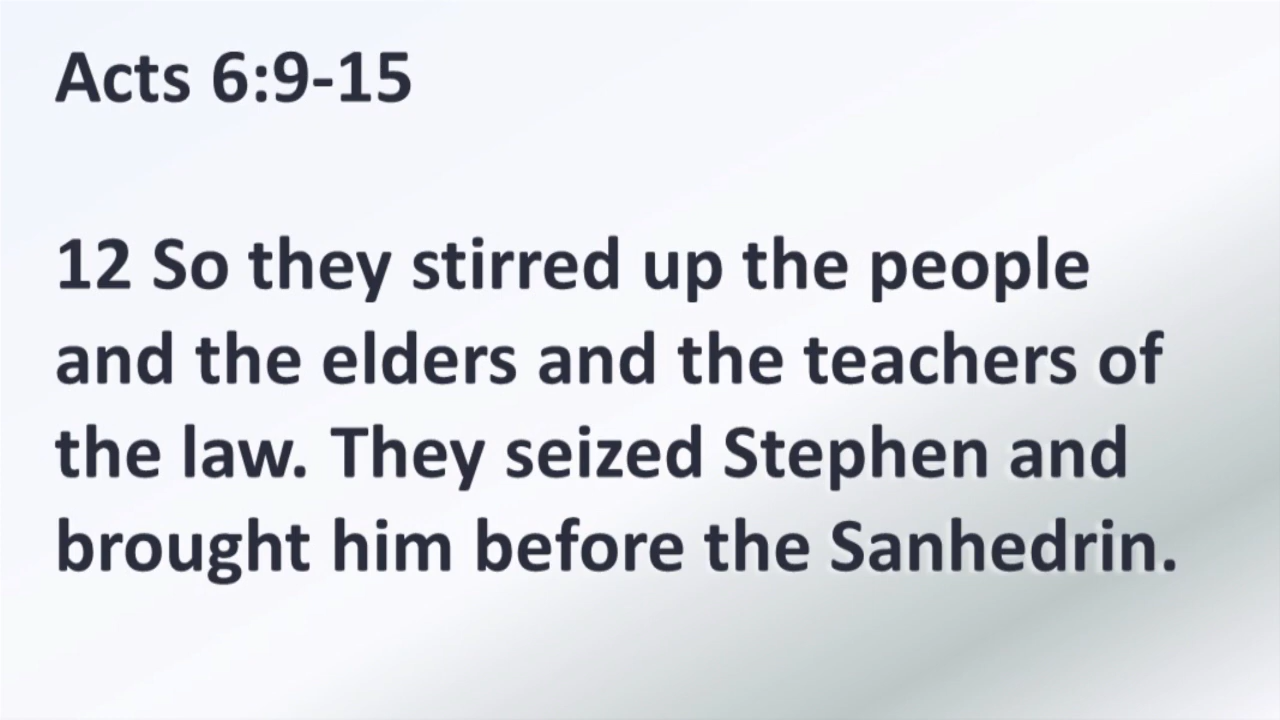 Acts 6:9-15
12 So they stirred up the people
and the elders and the teachers of
the law. They seized Stephen and
brought him before the Sanhedrin.